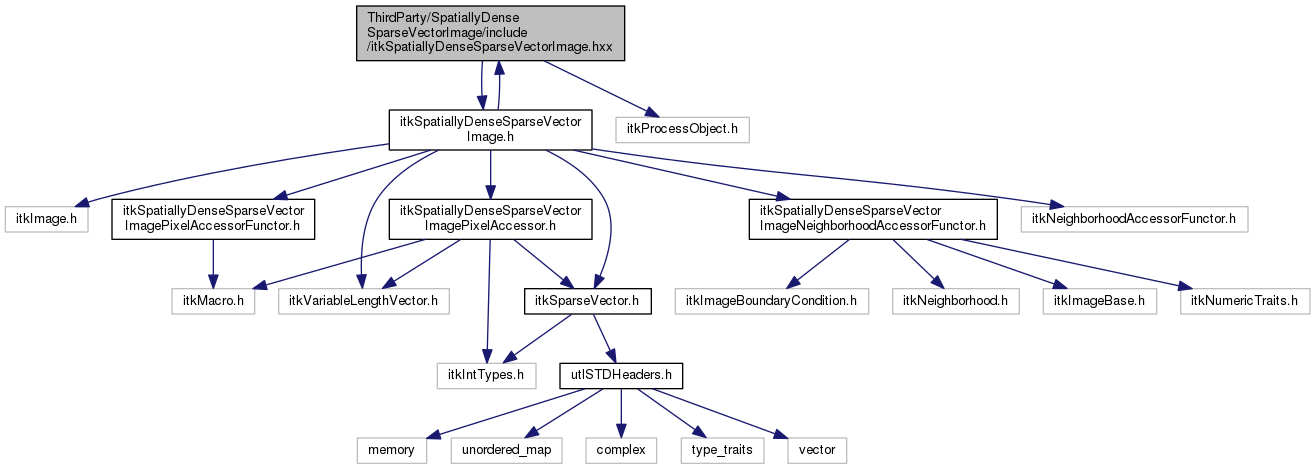 ThirdParty/SpatiallyDense
SparseVectorImage/include
/itkSpatiallyDenseSparseVectorImage.hxx
itkSpatiallyDenseSparseVector
Image.h
itkProcessObject.h
itkImage.h
itkSpatiallyDenseSparseVector
ImagePixelAccessorFunctor.h
itkSpatiallyDenseSparseVector
ImagePixelAccessor.h
itkSpatiallyDenseSparseVector
ImageNeighborhoodAccessorFunctor.h
itkNeighborhoodAccessorFunctor.h
itkMacro.h
itkVariableLengthVector.h
itkSparseVector.h
itkImageBoundaryCondition.h
itkNeighborhood.h
itkImageBase.h
itkNumericTraits.h
itkIntTypes.h
utlSTDHeaders.h
memory
unordered_map
complex
type_traits
vector